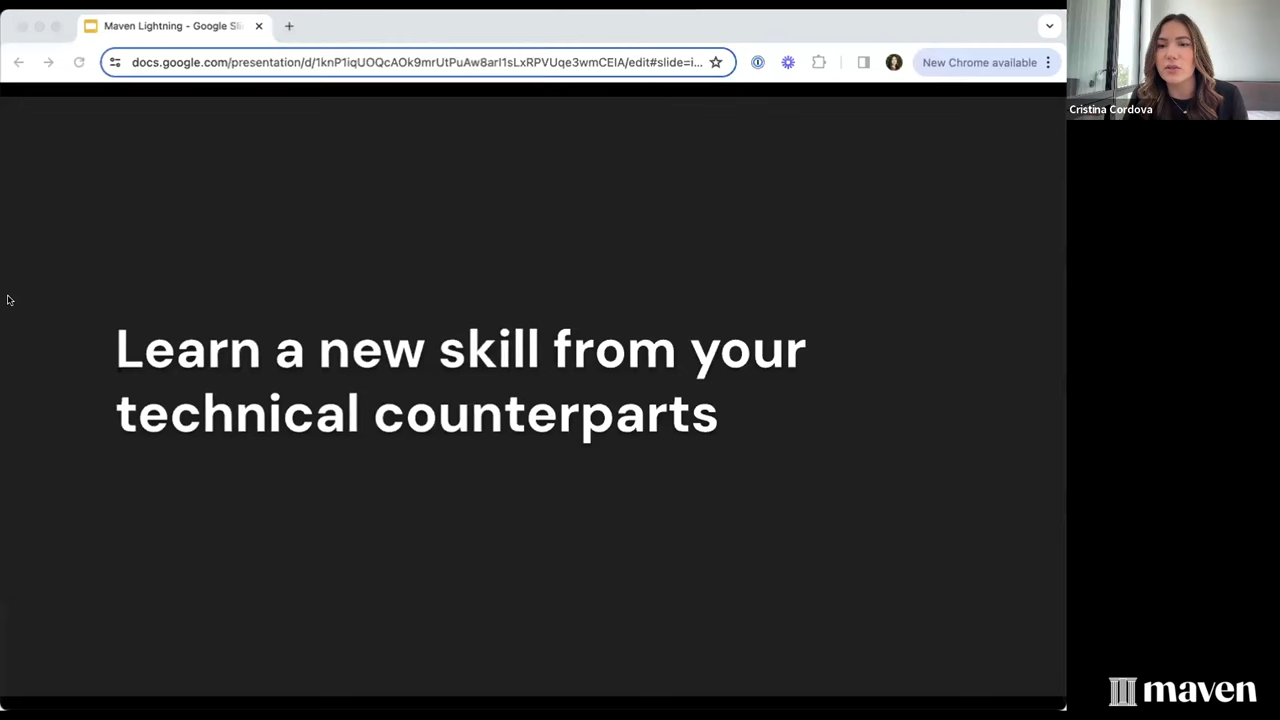 Maven Lightning - Google Sli
docs.google.com/presentation/d/1knP1iqUOQcAOk9mrUtPuAw8arI1sLxRPVUqe3wmCEIA/edit#slide=i...
New Chrome available
Cristina Cordova
Learn a new skill from your
technical counterparts
maven